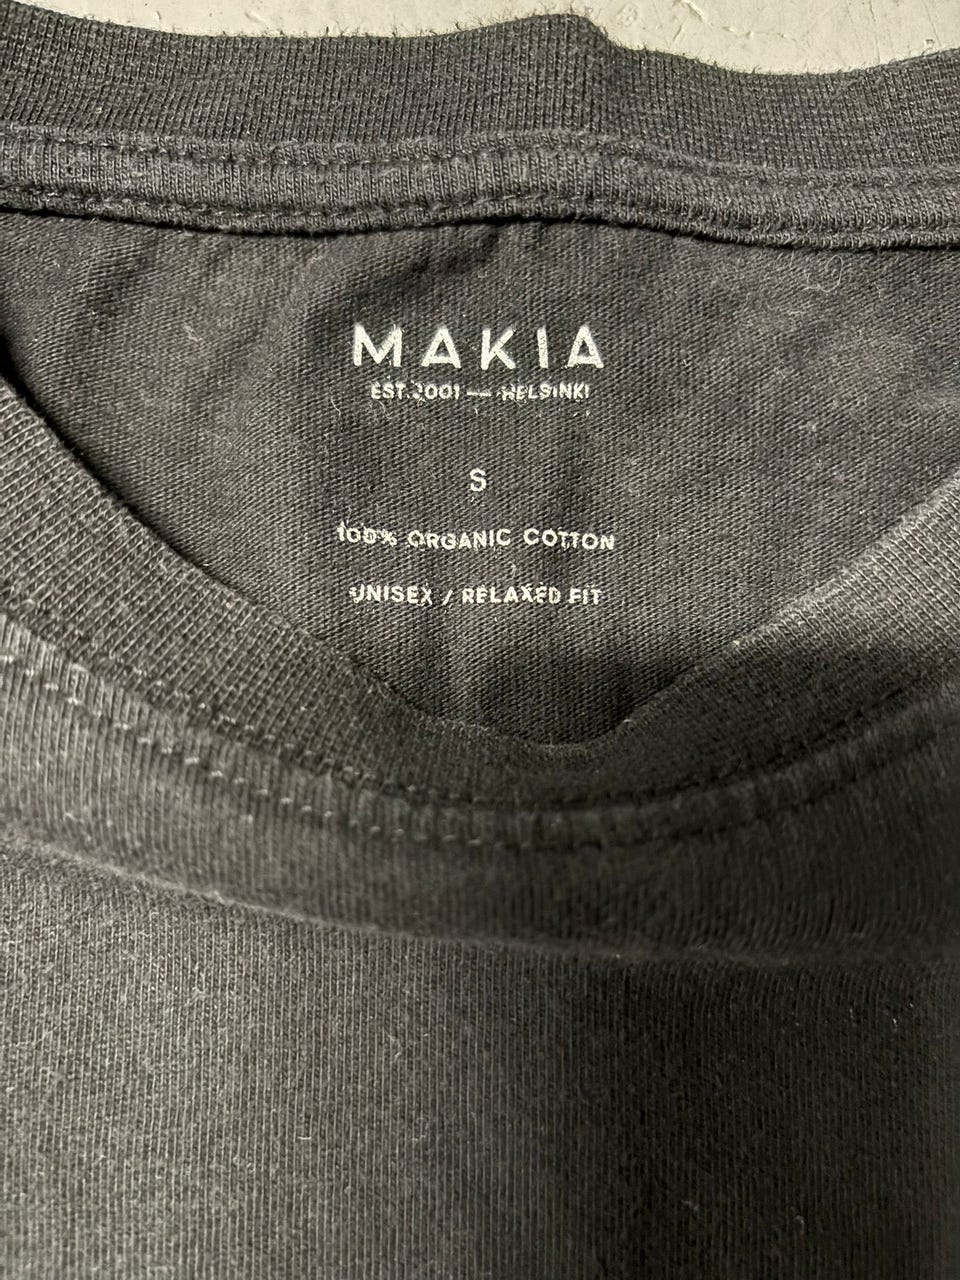 MAKIA
EST.2001 — HELSINKI
S
100% ORGANIC COTTON
UNISEX / RELAXED FIT